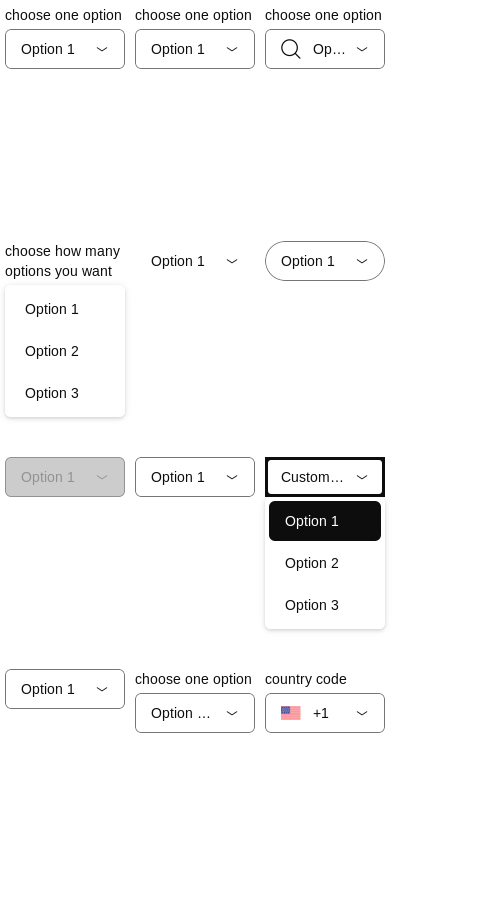 choose one option
choose one option
choose one option
Option 1
Option 1
Op...
choose how many
options you want
Option 1
Option 1
Option 1
Option 2
Option 3
Option 1
Option 1
Custom...
Option 1
Option 2
Option 3
Option 1
choose one option
country code
Option ...
+1